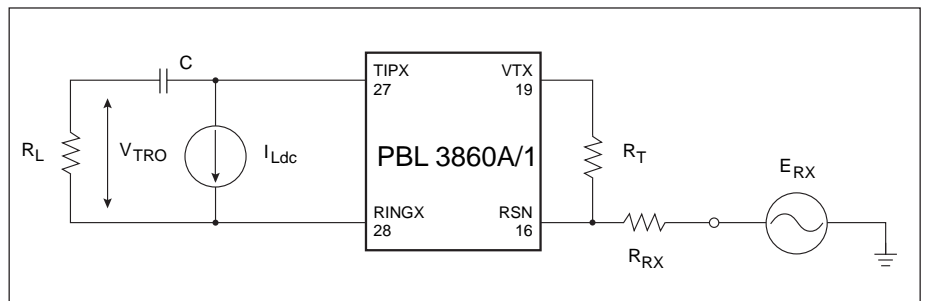 C
TIPX
27
VTX
19
R_L
V_TRO
I_Ldc
PBL 3860A/1
R_T
E_RX
RINGX
28
RSN
16
R_RX